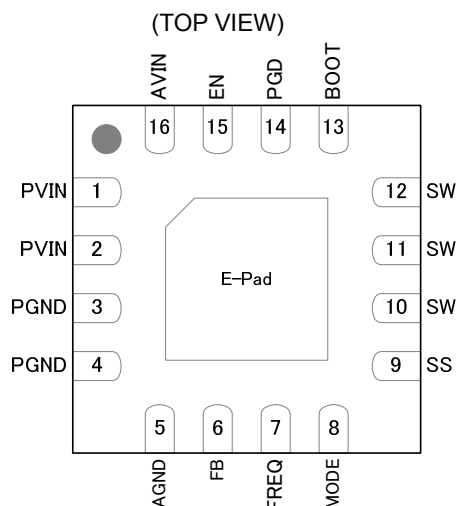 (TOP VIEW)
AVIN EN PGD BOOT
16 15 14 13
PVIN 1 12 SW
PVIN 2 11 SW
E-Pad
PGND 3 10 SW
PGND 4 9 SS
5 6 7 8
AGND FB FREQ MODE